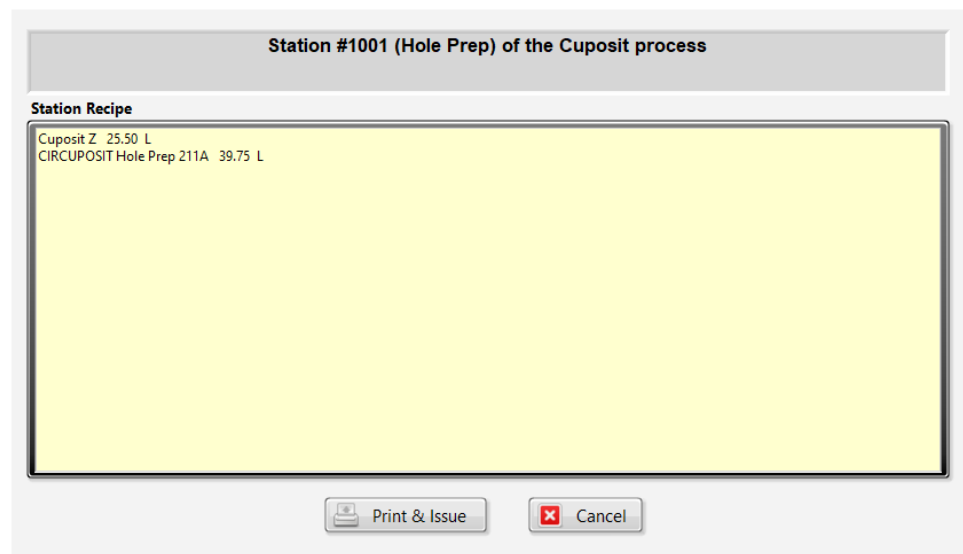 Station #1001 (Hole Prep) of the Cuposit process
Station Recipe
Cuposit Z 25.50 L
CIRCUPOSIT Hole Prep 211A 39.75 L
Print & Issue
Cancel